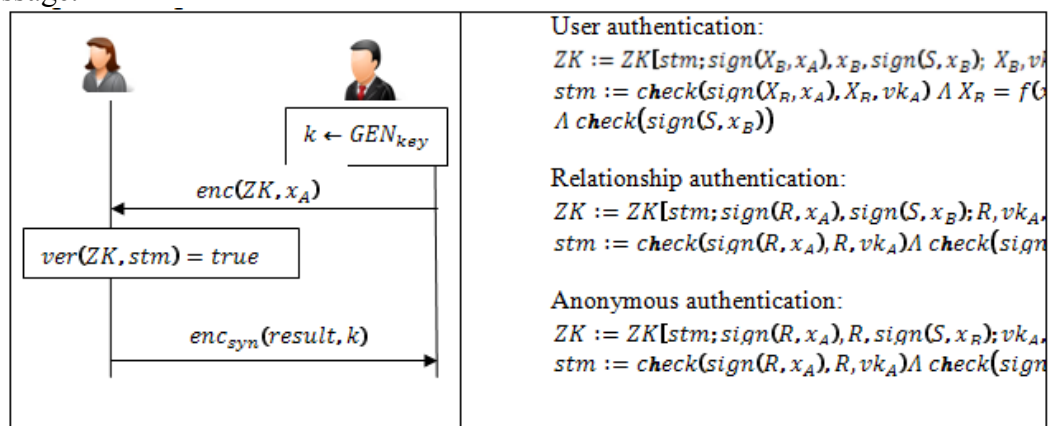 ssage.
k ← GEN_key
enc(ZK, x_A)
ver(ZK, stm) = true
enc_syn(result, k)
User authentication:
ZK := ZK[stm; sign(X_B, x_A), x_B, sign(S, x_B); X_B,
stm := check(sign(X_B, x_A), X_B, vk_A) Λ X_B = f(
Λ check(sign(S, x_B))
Relationship authentication:
ZK := ZK[stm; sign(R, x_A), sign(S, x_B); R, vk_A,
stm := check(sign(R, x_A), R, vk_A)Λ check(sign
Anonymous authentication:
ZK := ZK[stm; sign(R, x_A), R, sign(S, x_B); vk_A,
stm := check(sign(R, x_A), R, vk_A)Λ check(sign